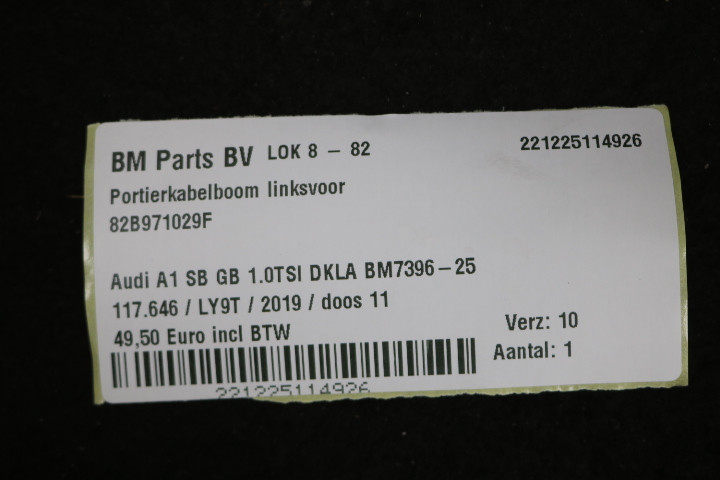 BM Parts BV LOK 8 - 82 221225114926
Portierkabelboom linksvoor
82B971029F
Audi A1 SB GB 1.0TSI DKLA BM7396-25
117.646 / LY9T / 2019 / doos 11
49,50 Euro incl BTW
Verz: 10
Aantal: 1
221225114926